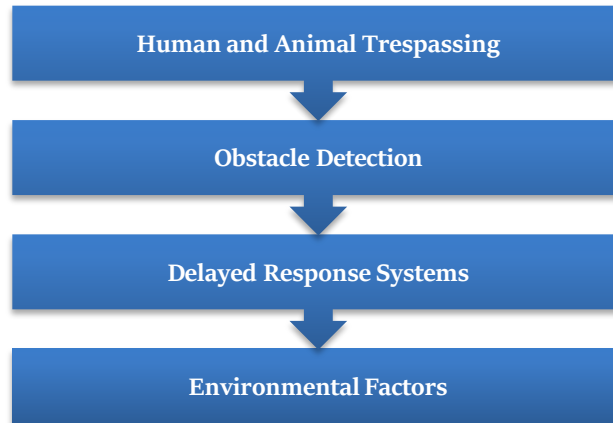 Human and Animal Trespassing
Obstacle Detection
Delayed Response Systems
Environmental Factors